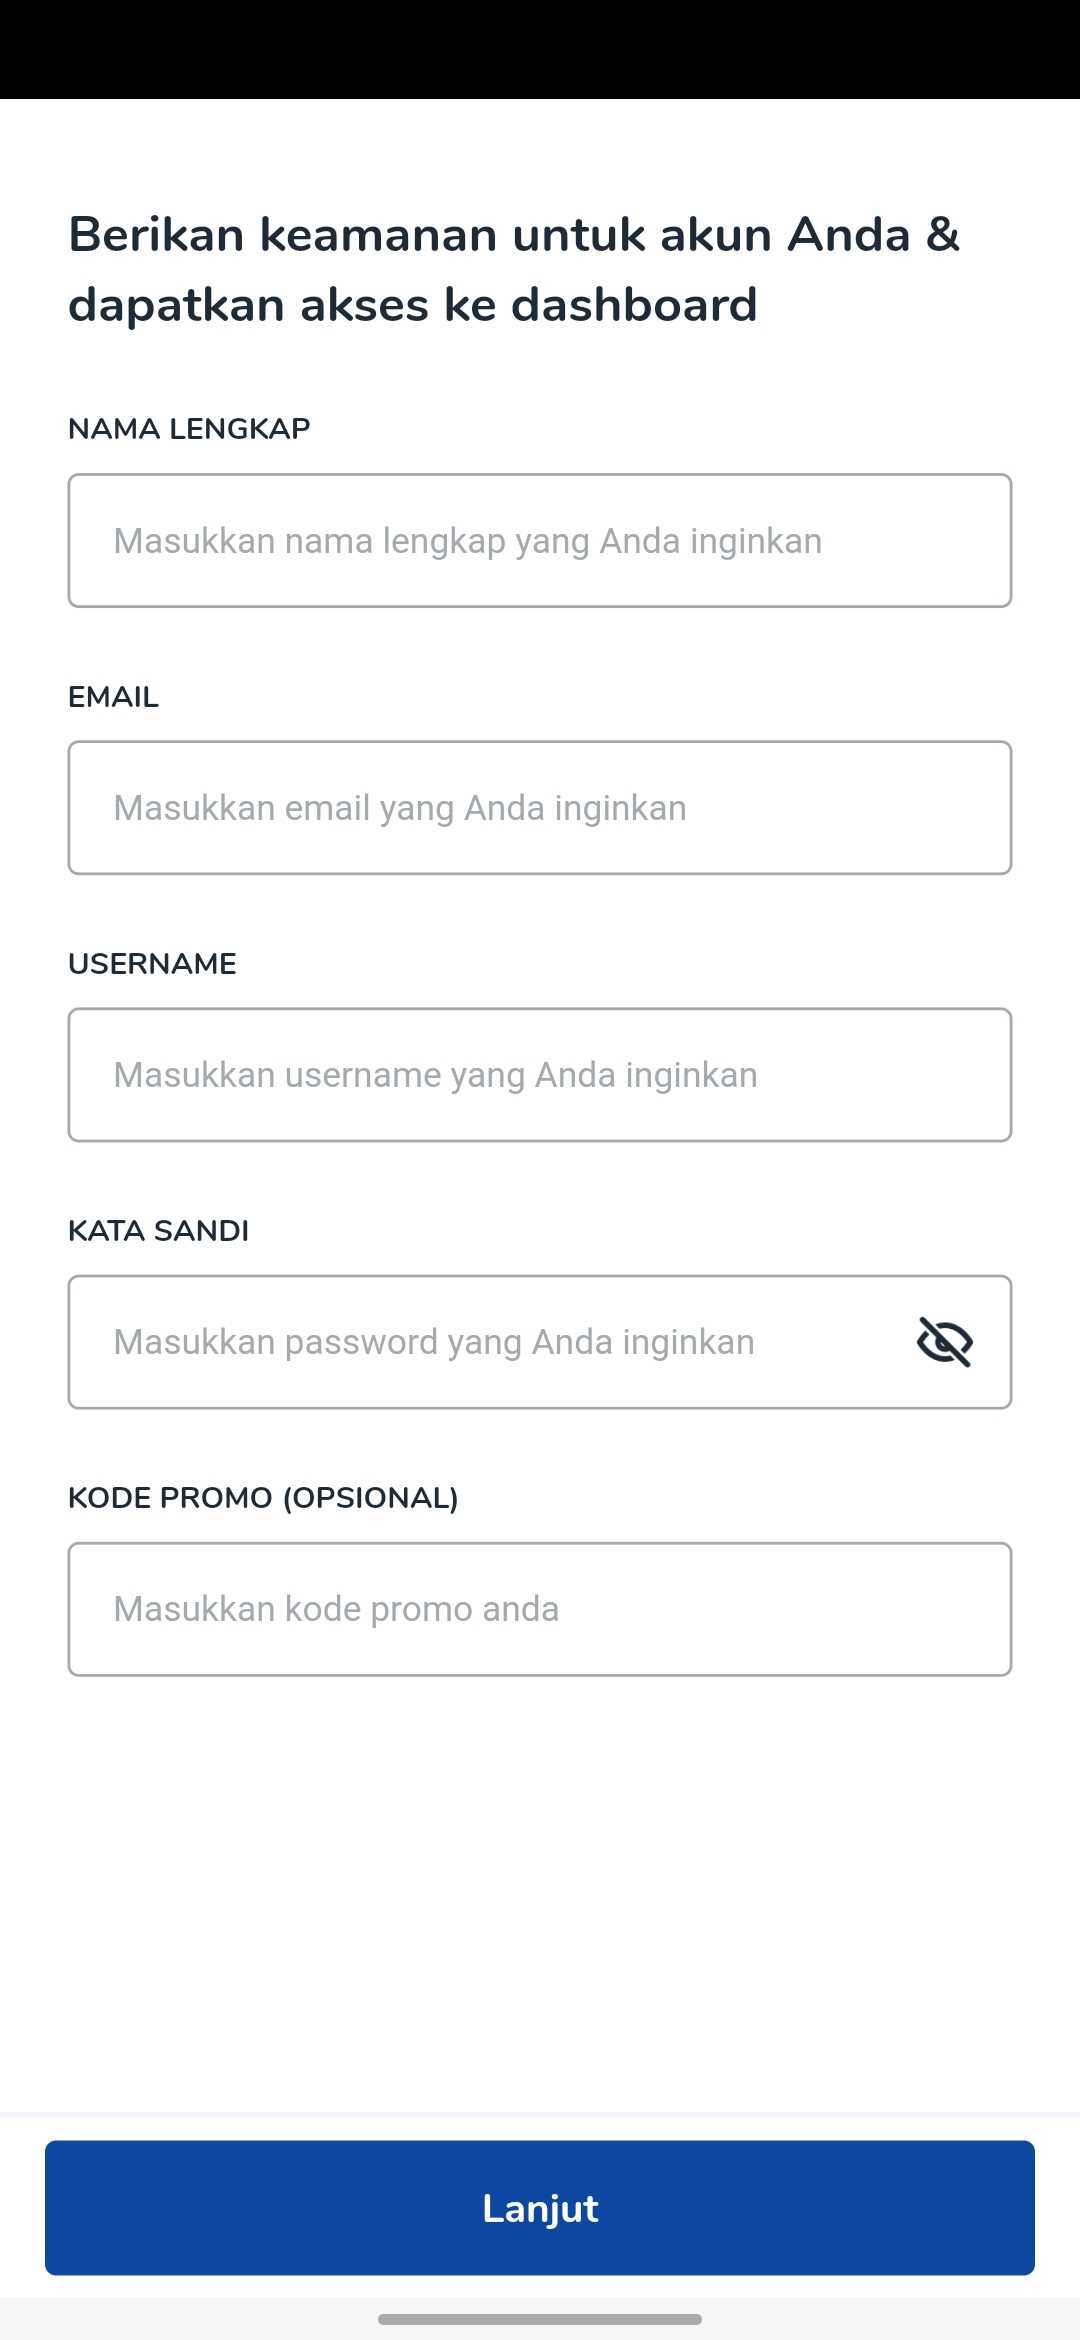 Berikan keamanan untuk akun Anda &
dapatkan akses ke dashboard
NAMA LENGKAP
Masukkan nama lengkap yang Anda inginkan
EMAIL
Masukkan email yang Anda inginkan
USERNAME
Masukkan username yang Anda inginkan
KATA SANDI
Masukkan password yang Anda inginkan
KODE PROMO (OPSIONAL)
Masukkan kode promo anda
Lanjut